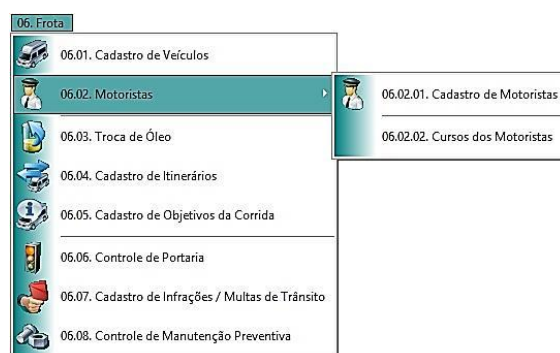 06. Frota
06.01. Cadastro de Veículos
06.02. Motoristas
06.02.01. Cadastro de Motoristas
06.02.02. Cursos dos Motoristas
06.03. Troca de Óleo
06.04. Cadastro de Itinerários
06.05. Cadastro de Objetivos da Corrida
06.06. Controle de Portaria
06.07. Cadastro de Infrações / Multas de Trânsito
06.08. Controle de Manutenção Preventiva